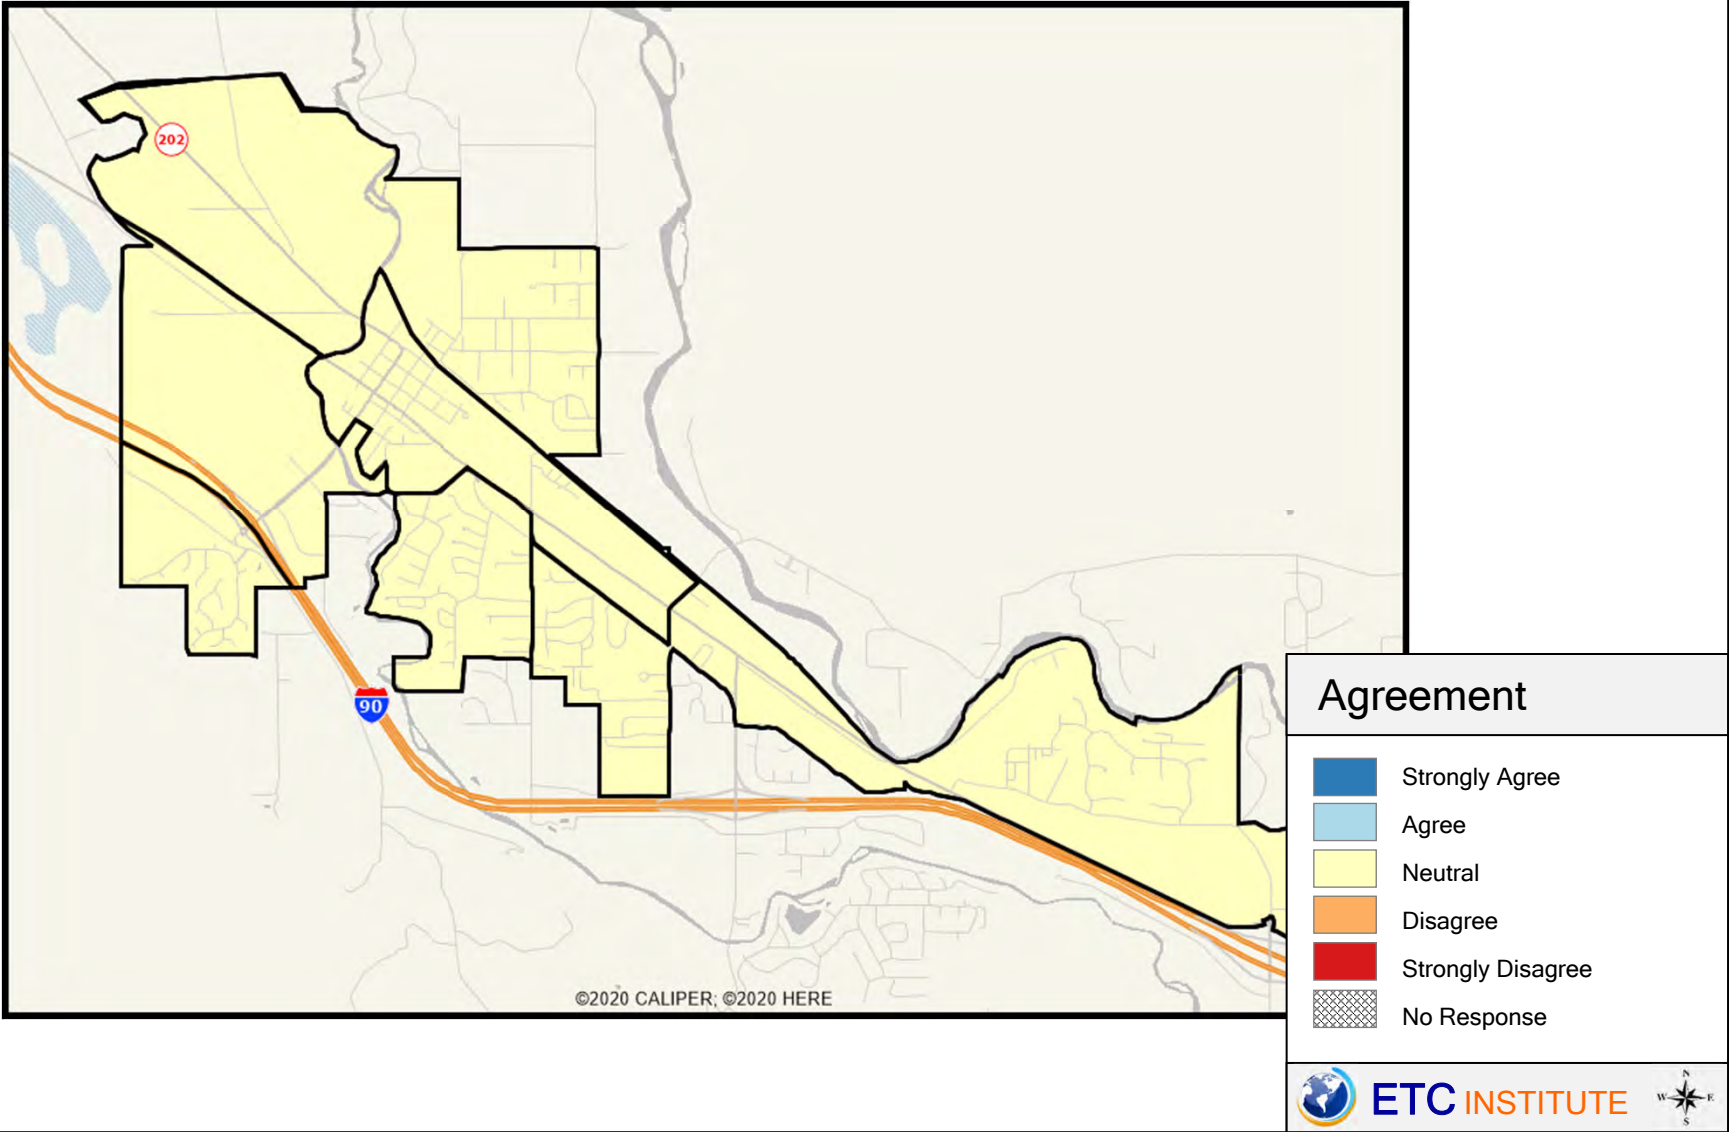 202
90
©2020 CALIPER; ©2020 HERE
Agreement
Strongly Agree
Agree
Neutral
Disagree
Strongly Disagree
No Response
ETC INSTITUTE
N
W E
S